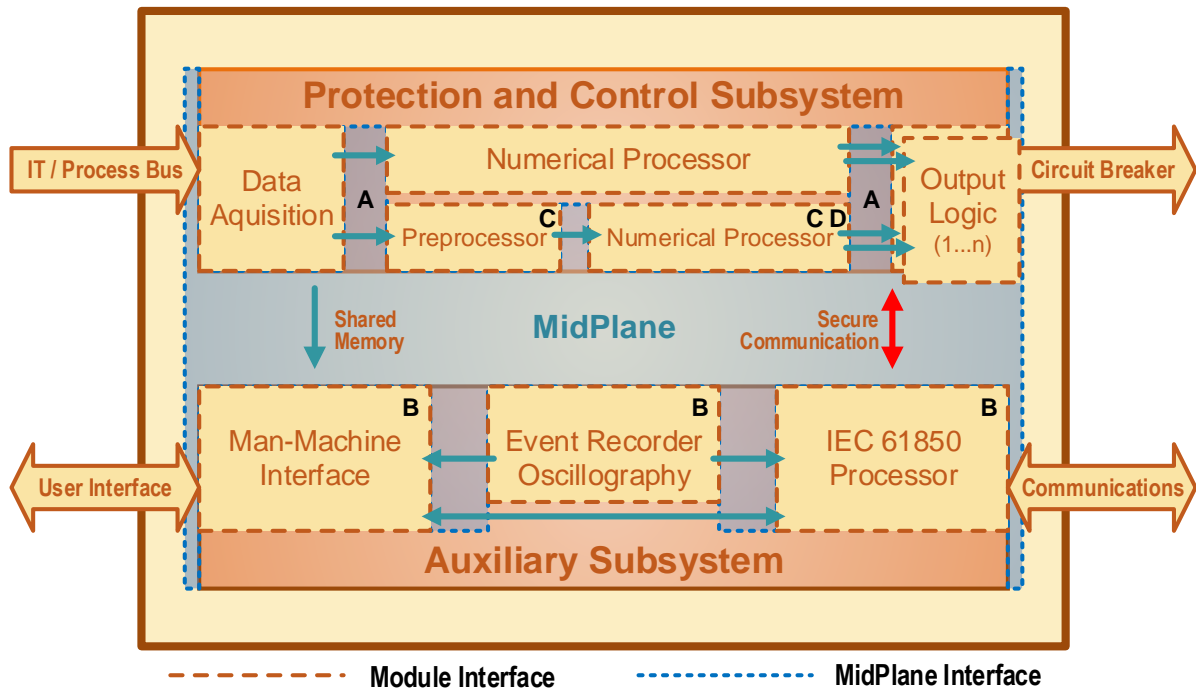 Protection and Control Subsystem
IT / Process Bus
Data
Aquisition
A
Numerical Processor
C
Preprocessor
C D
Numerical Processor
A
Output
Logic
(1...n)
Circuit Breaker
Shared
Memory
MidPlane
Secure
Communication
B
Man-Machine
Interface
B
Event Recorder
Oscillography
B
IEC 61850
Processor
User Interface
Communications
Auxiliary Subsystem
Module Interface
MidPlane Interface